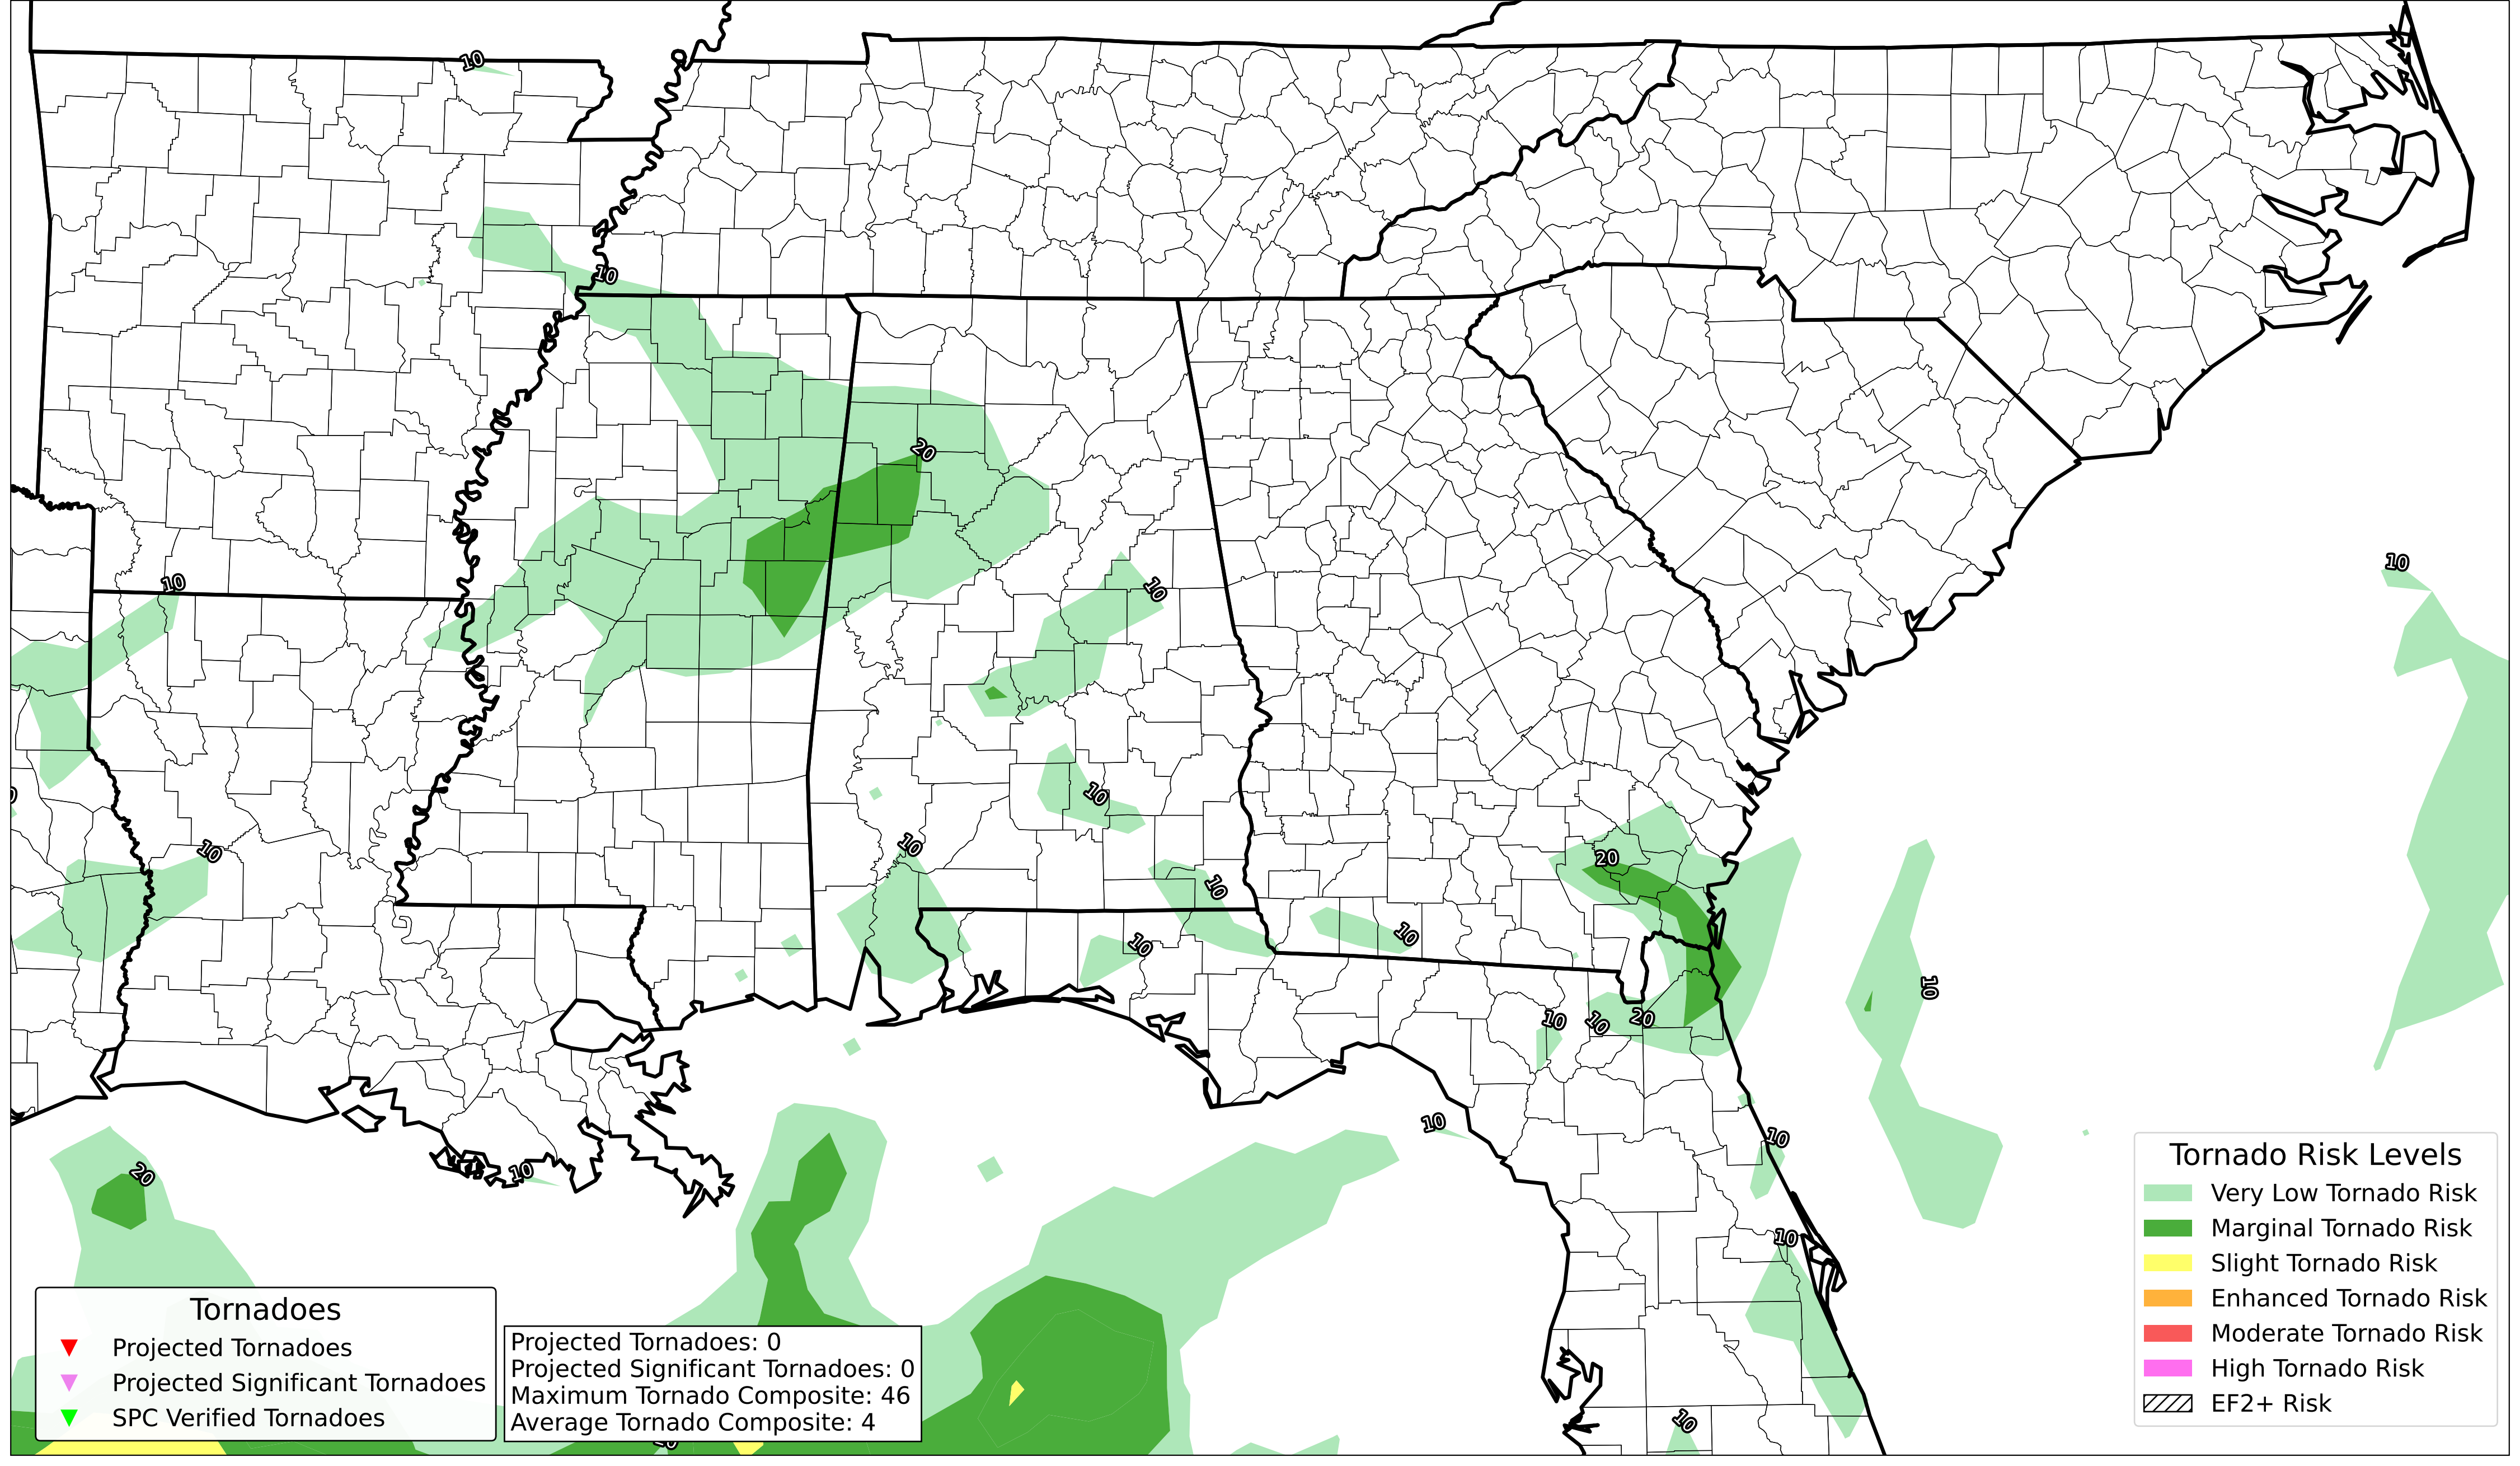 10
10
20
10
10
10
10
10
20
10
10
10
10
10
10
10
20
10
10
20
10
10
10
10
Tornado Risk Levels
Very Low Tornado Risk
Marginal Tornado Risk
Slight Tornado Risk
Enhanced Tornado Risk
Moderate Tornado Risk
High Tornado Risk
EF2+ Risk
Tornadoes
Projected Tornadoes
Projected Significant Tornadoes
SPC Verified Tornadoes
Projected Tornadoes: 0
Projected Significant Tornadoes: 0
Maximum Tornado Composite: 46
Average Tornado Composite: 4